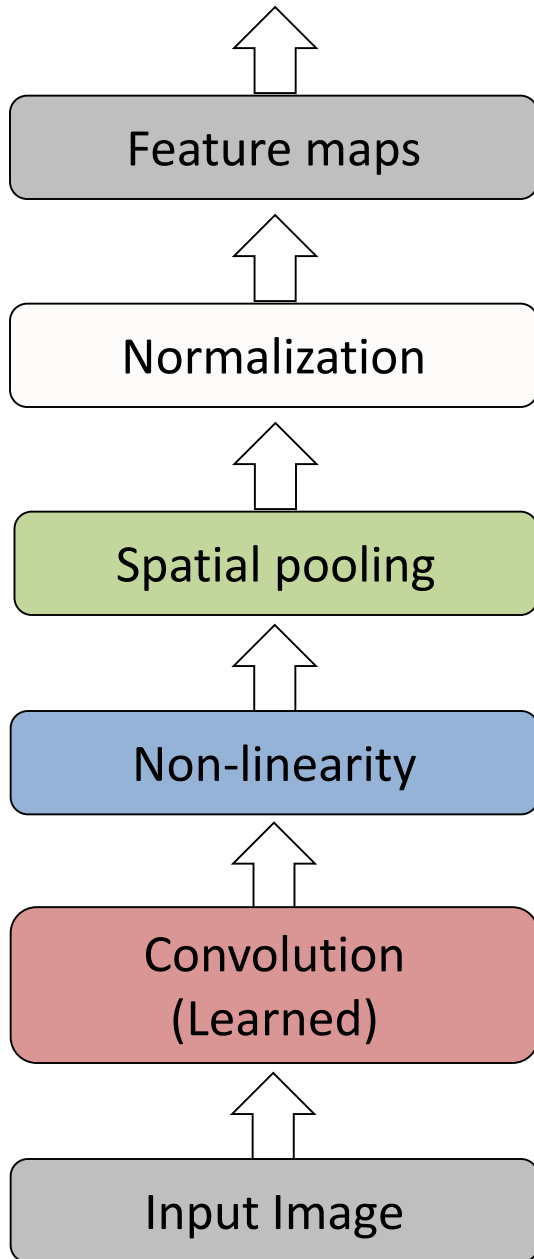 Feature maps
Normalization
Spatial pooling
Non-linearity
Convolution
(Learned)
Input Image